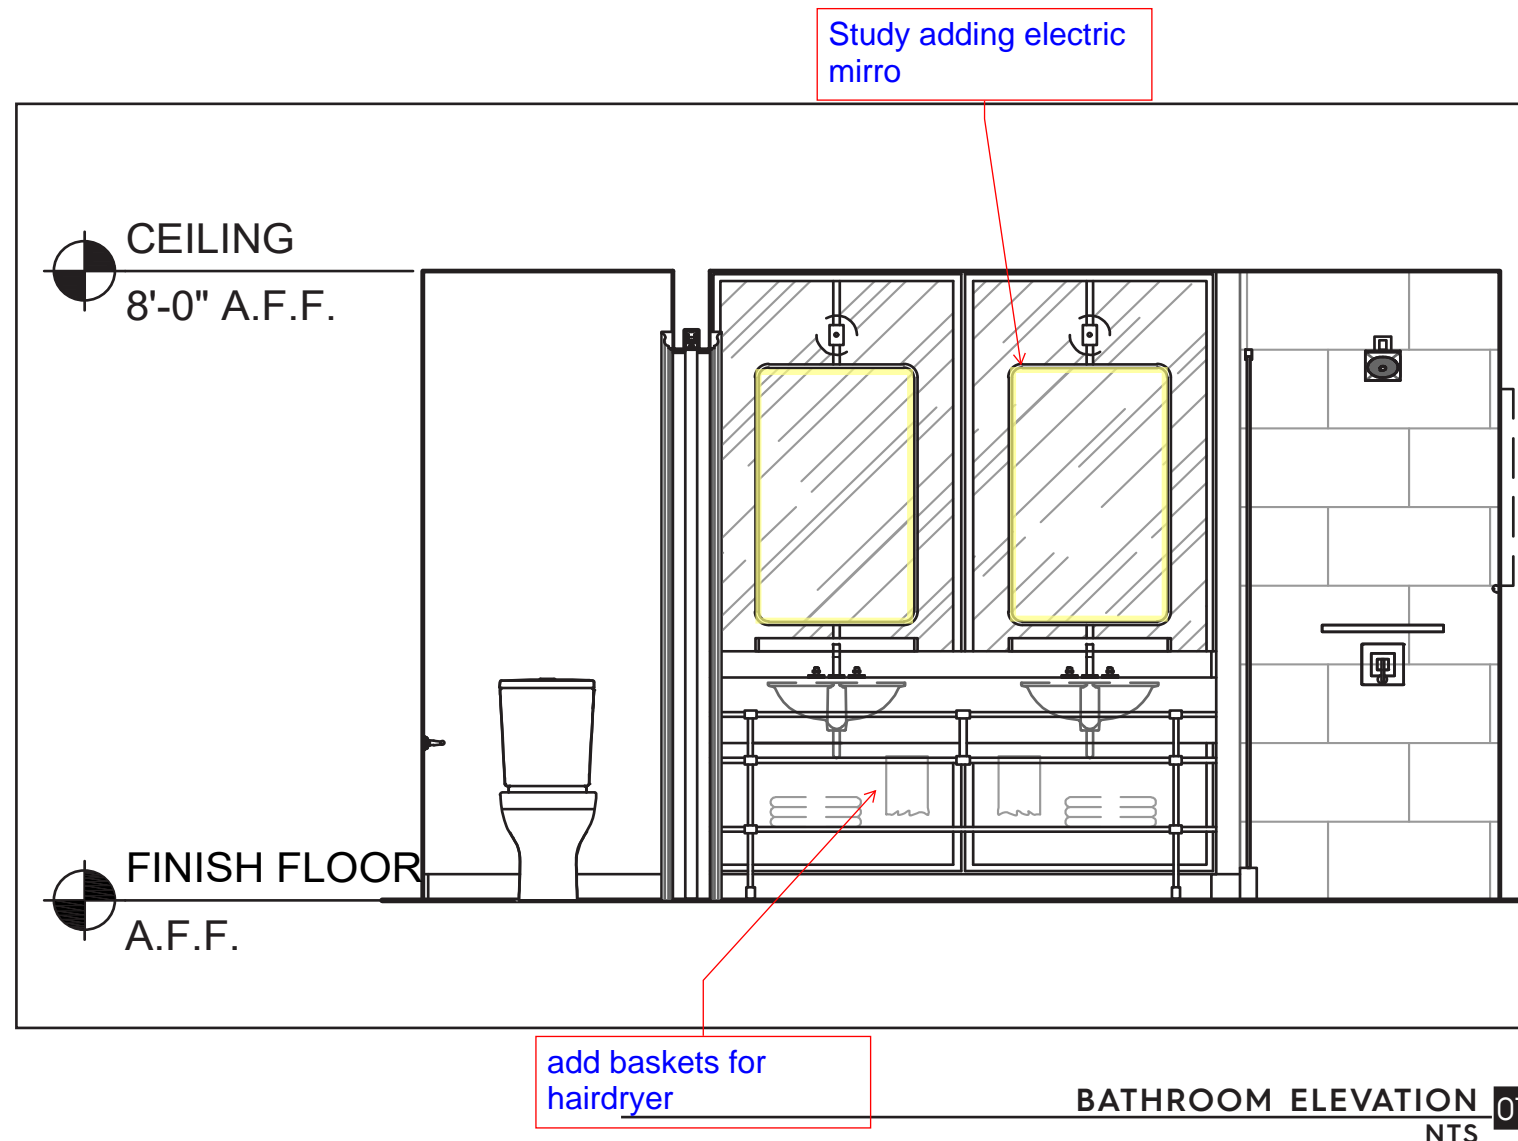 Study adding electric
mirro
CEILING
8'-0" A.F.F.
FINISH FLOOR
A.F.F.
add baskets for
hairdryer
BATHROOM ELEVATION
NTS